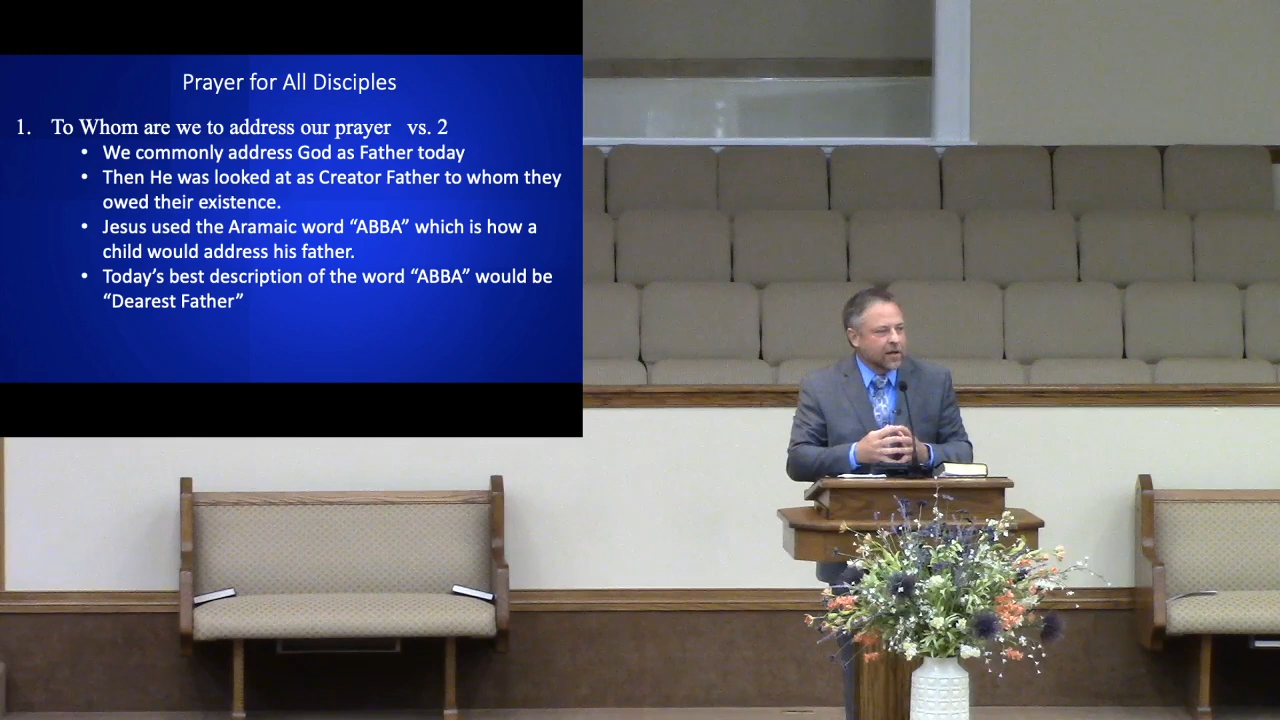 Prayer for All Disciples
1. To Whom are we to address our prayer vs. 2
• We commonly address God as Father today
• Then He was looked at as Creator Father to whom they
owed their existence.
• Jesus used the Aramaic word “ABBA” which is how a
child would address his father.
• Today’s best description of the word “ABBA” would be
“Dearest Father”